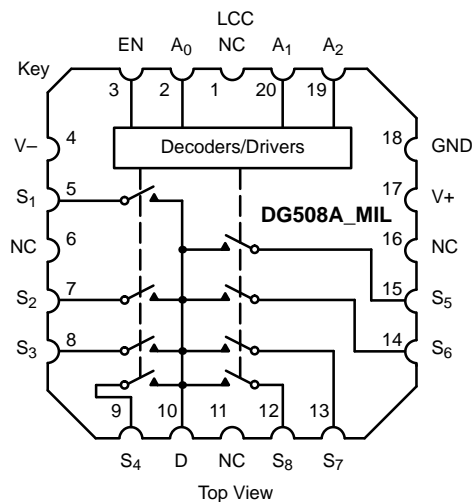 LCC
EN A0 NC A1 A2
Key
3 2 1 20 19
Decoders/Drivers
V– 4 18 GND
S1 5 17 V+
DG508A_MIL
NC 6 16 NC
S2 7 15 S5
S3 8 14 S6
9 10 11 12 13
S4 D NC S8 S7
Top View